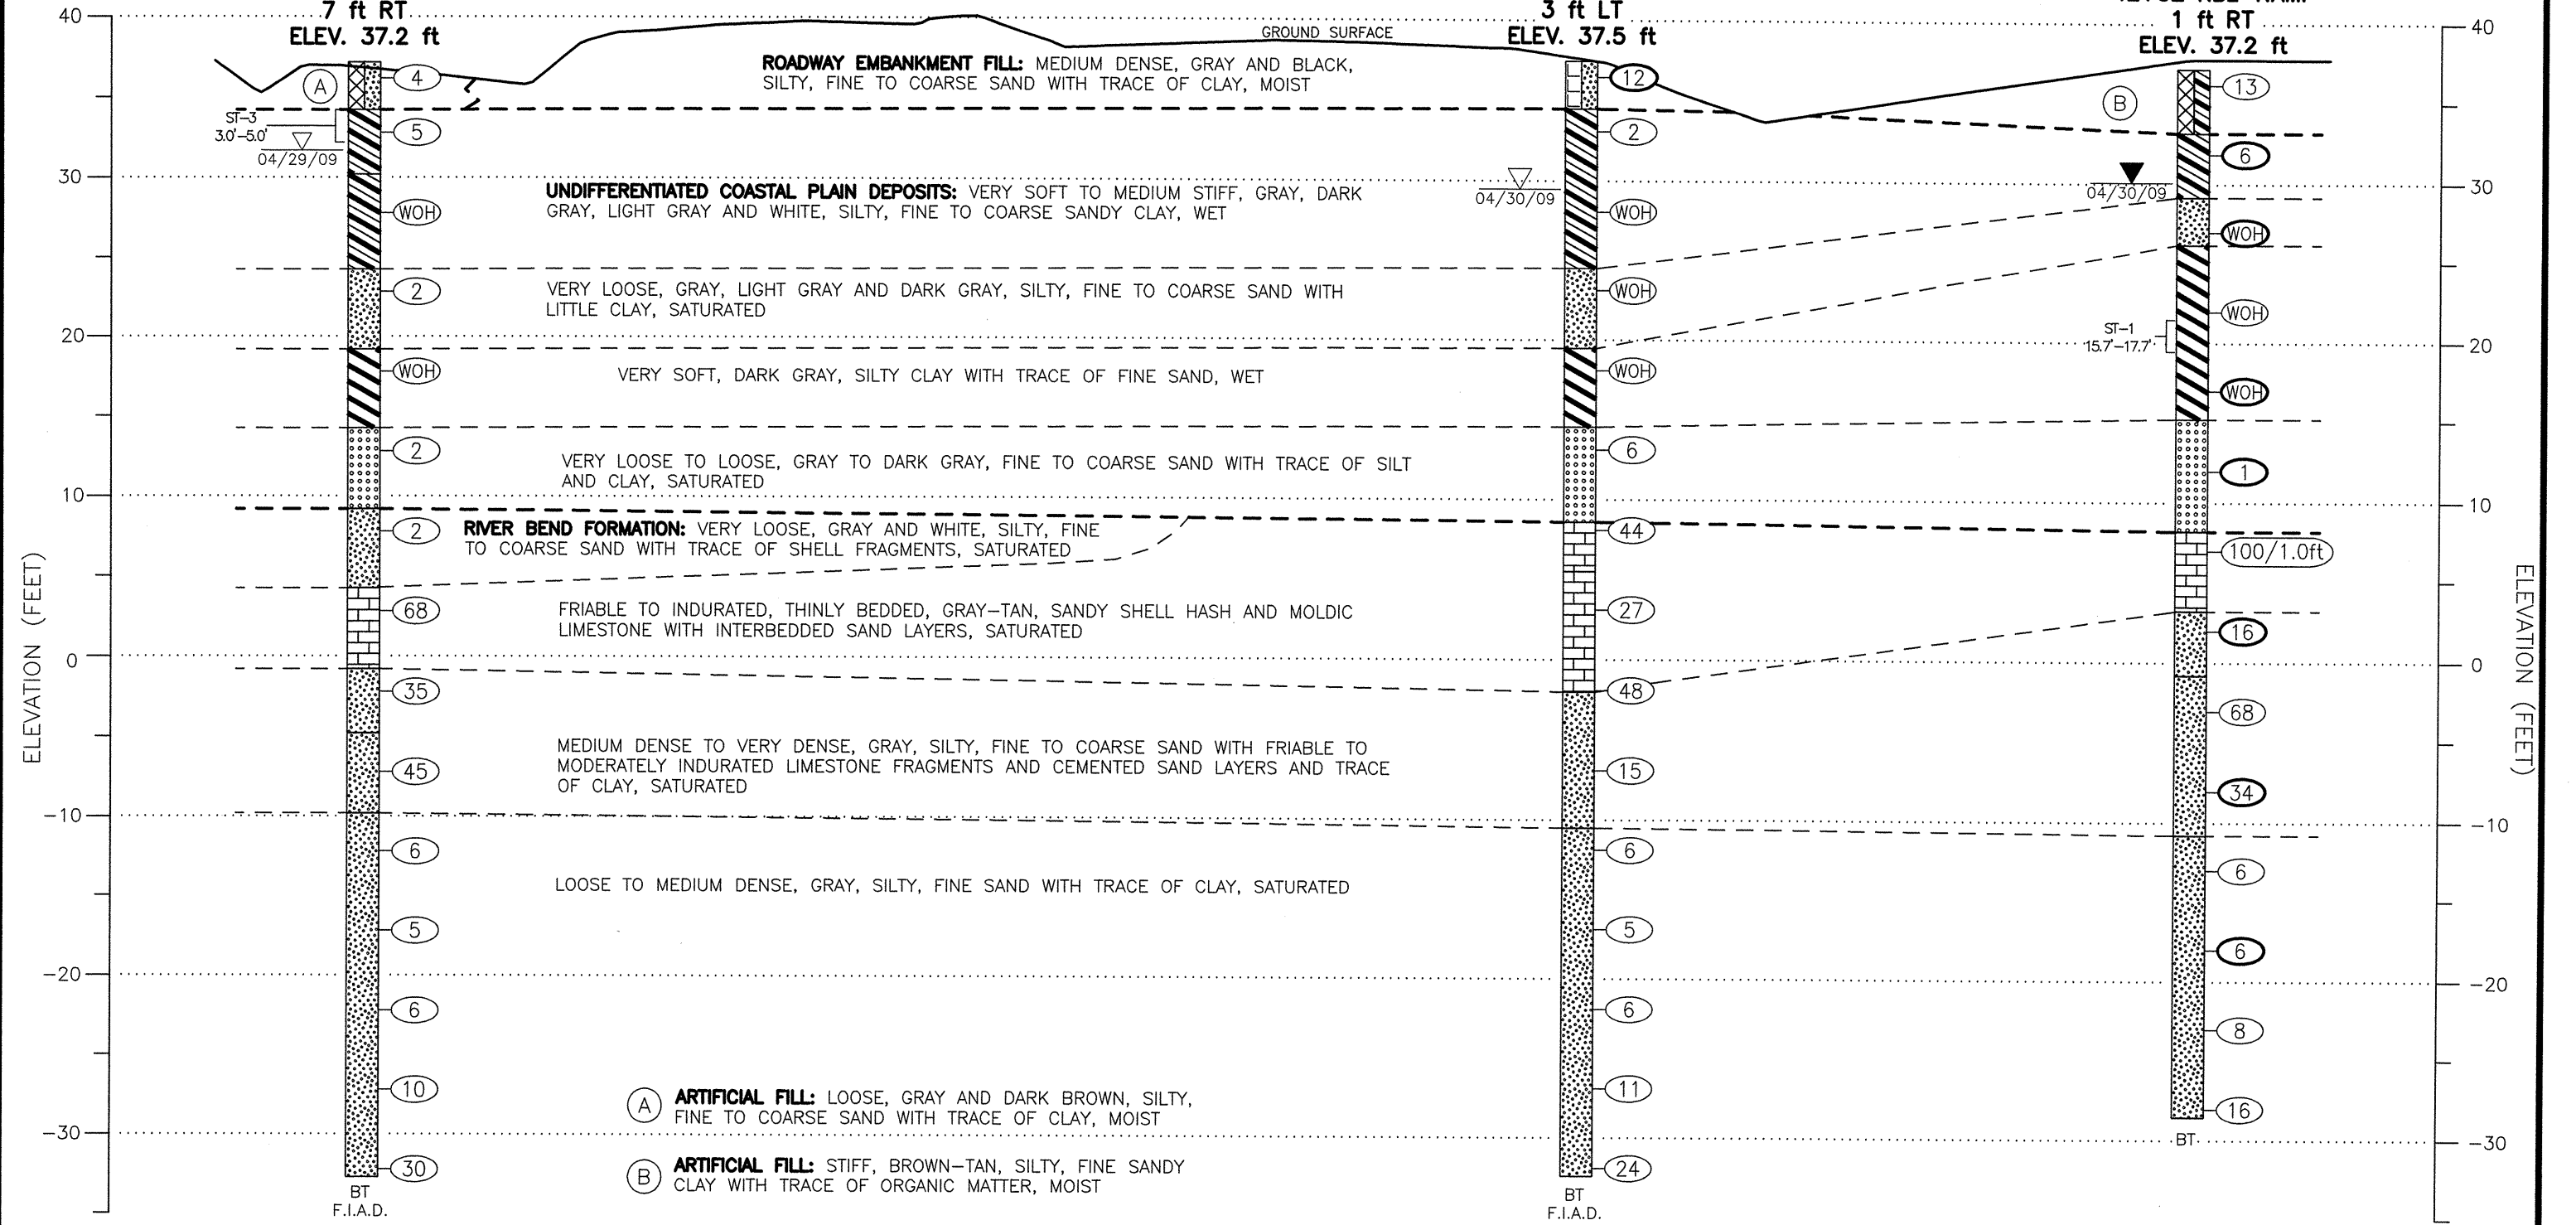 7 ft RT
ELEV. 37.2 ft
3 ft LT
ELEV. 37.5 ft
1 ft RT
ELEV. 37.2 ft
GROUND SURFACE
40
30
20
10
0
-10
-20
-30
ELEVATION (FEET)
A
ST-3
3.0'-5.0'
04/29/09
4
5
WOH
2
WOH
2
2
68
35
45
6
5
6
10
30
BT
F.I.A.D.
ROADWAY EMBANKMENT FILL: MEDIUM DENSE, GRAY AND BLACK,
SILTY, FINE TO COARSE SAND WITH TRACE OF CLAY, MOIST
UNDIFFERENTIATED COASTAL PLAIN DEPOSITS: VERY SOFT TO MEDIUM STIFF, GRAY, DARK
GRAY, LIGHT GRAY AND WHITE, SILTY, FINE TO COARSE SANDY CLAY, WET
VERY LOOSE, GRAY, LIGHT GRAY AND DARK GRAY, SILTY, FINE TO COARSE SAND WITH
LITTLE CLAY, SATURATED
VERY SOFT, DARK GRAY, SILTY CLAY WITH TRACE OF FINE SAND, WET
VERY LOOSE TO LOOSE, GRAY TO DARK GRAY, FINE TO COARSE SAND WITH TRACE OF SILT
AND CLAY, SATURATED
RIVER BEND FORMATION: VERY LOOSE, GRAY AND WHITE, SILTY, FINE
TO COARSE SAND WITH TRACE OF SHELL FRAGMENTS, SATURATED
FRIABLE TO INDURATED, THINLY BEDDED, GRAY-TAN, SANDY SHELL HASH AND MOLDIC
LIMESTONE WITH INTERBEDDED SAND LAYERS, SATURATED
MEDIUM DENSE TO VERY DENSE, GRAY, SILTY, FINE TO COARSE SAND WITH FRIABLE TO
MODERATELY INDURATED LIMESTONE FRAGMENTS AND CEMENTED SAND LAYERS AND TRACE
OF CLAY, SATURATED
LOOSE TO MEDIUM DENSE, GRAY, SILTY, FINE SAND WITH TRACE OF CLAY, SATURATED
A
ARTIFICIAL FILL: LOOSE, GRAY AND DARK BROWN, SILTY,
FINE TO COARSE SAND WITH TRACE OF CLAY, MOIST
B
ARTIFICIAL FILL: STIFF, BROWN-TAN, SILTY, FINE SANDY
CLAY WITH TRACE OF ORGANIC MATTER, MOIST
04/30/09
12
2
WOH
WOH
WOH
6
44
27
48
15
6
5
6
11
24
BT
F.I.A.D.
B
04/30/09
ST-1
15.7'-17.7'
13
6
WOH
WOH
WOH
1
100/1.0ft
16
68
34
6
6
8
16
BT
40
30
20
10
0
-10
-20
-30
ELEVATION (FEET)